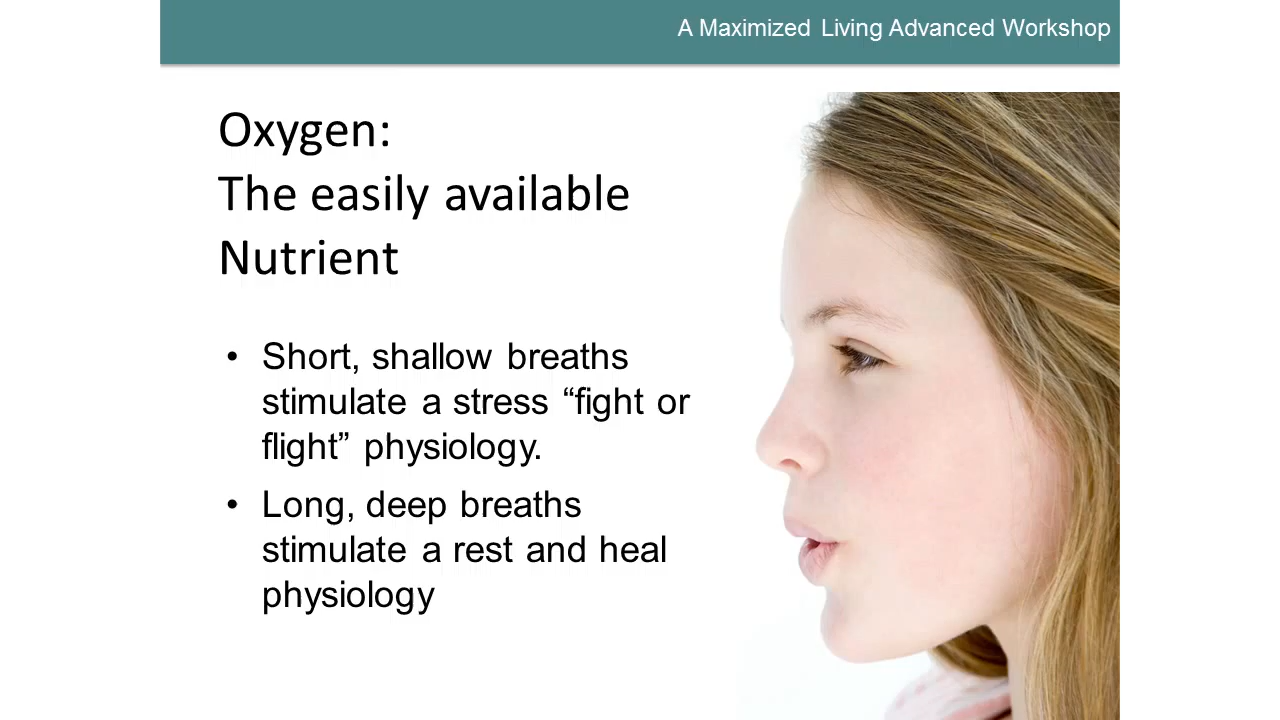 A Maximized Living Advanced Workshop
Oxygen:
The easily available
Nutrient
• Short, shallow breaths
stimulate a stress “fight or
flight” physiology.
• Long, deep breaths
stimulate a rest and heal
physiology